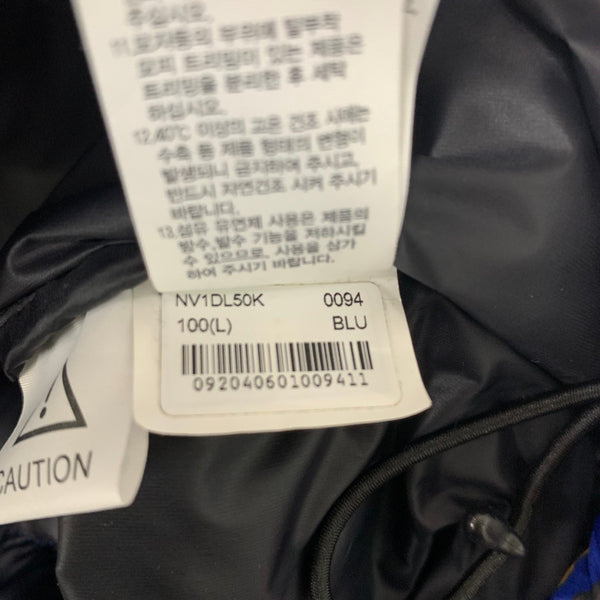 주십시오.
11.모자등의 부위에 탈부착
모피 트리밍이 있는 제품은
트리밍을 분리한 후 세탁
하십시오.
12.40℃ 이상의 고온 건조 시에는
수축 등 제품 형태의 변형이
발생되니 금지하여 주시고,
반드시 자연건조 시켜 주시기
바랍니다.
13.섬유 유연제 사용은 제품의
방수,발수 기능을 저하시킬
수 있으므로, 사용을 삼가
하여 주시기 바랍니다.
NV1DL50K 0094
100(L) BLU
092040601009411
CAUTION